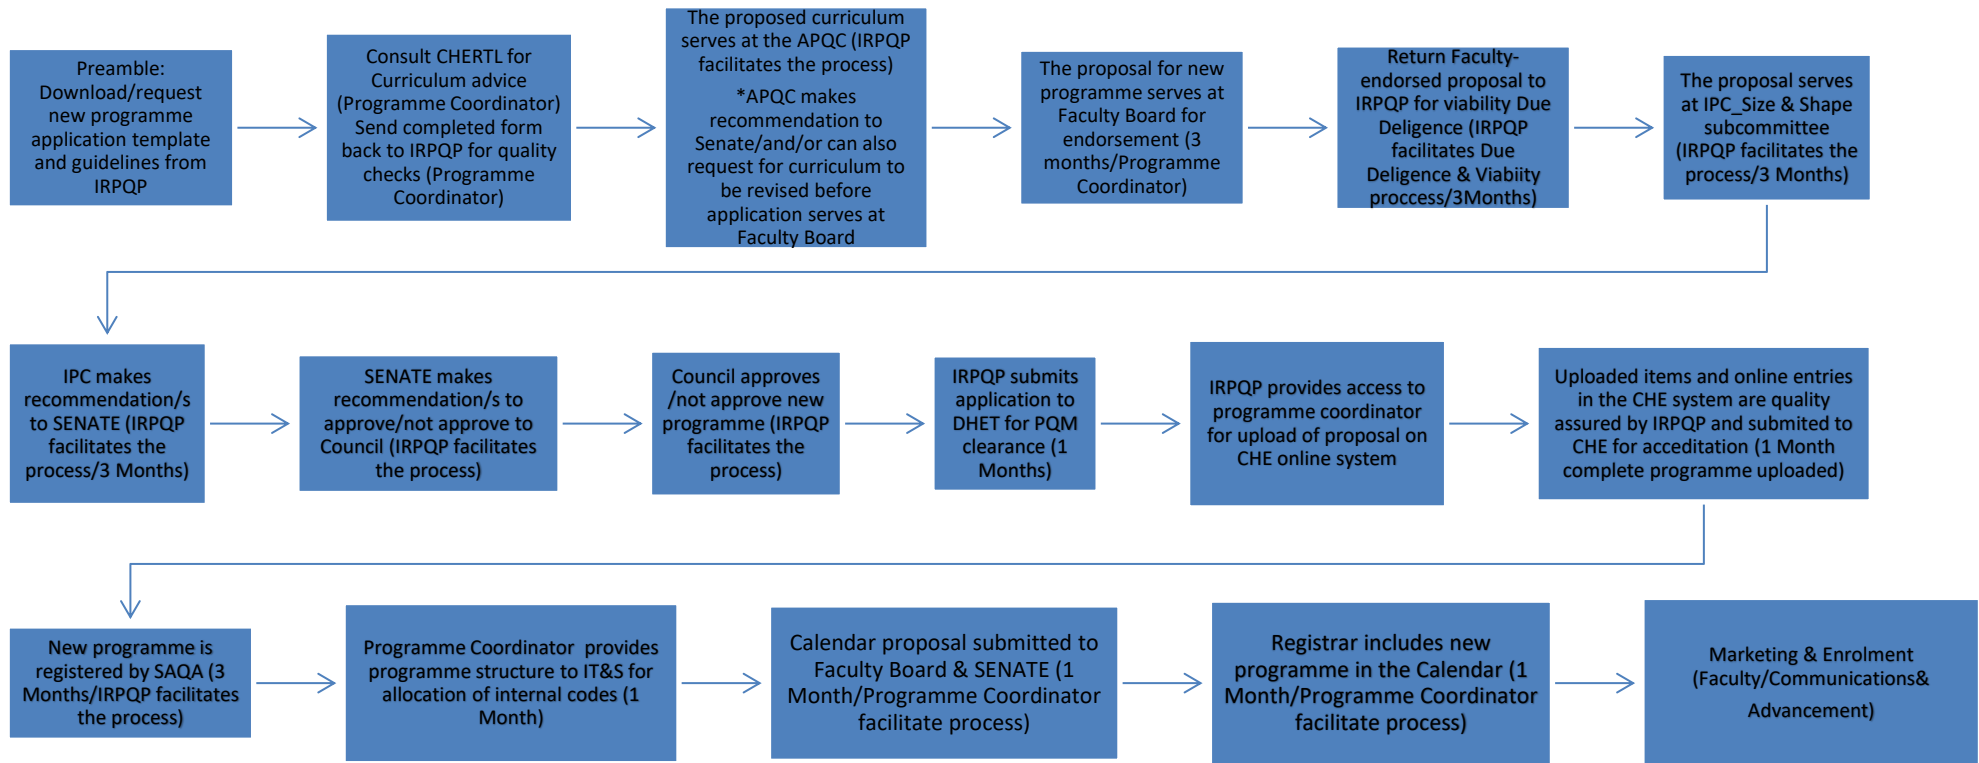 Preamble:
Download/request
new programme
application template
and guidelines from
IRPQP
Consult CHERTL for
Curriculum advice
(Programme Coordinator)
Send completed form
back to IRPQP for quality
checks (Programme
Coordinator)
The proposed curriculum
serves at the APQC (IRPQP
facilitates the process)
*APQC makes
recommendation to
Senate/and/or can also
request for curriculum to
be revised before
application serves at
Faculty Board
The proposal for new
programme serves at
Faculty Board for
endorsement (3
months/Programme
Coordinator)
Return Faculty-
endorsed proposal to
IRPQP for viability Due
Deligence (IRPQP
facilitates Due
Deligence & Viabiity
proccess/3Months)
The proposal serves
at IPC_Size & Shape
subcommittee
(IRPQP facilitates the
process/3 Months)
IPC makes
recommendation/s
to SENATE (IRPQP
facilitates the
process/3 Months)
SENATE makes
recommendation/s to
approve/not approve to
Council (IRPQP facilitates
the process)
Council approves
/not approve new
programme (IRPQP
facilitates the
process)
IRPQP submits
application to
DHET for PQM
clearance (1
Months)
IRPQP provides access to
programme coordinator
for upload of proposal on
CHE online system
Uploaded items and online entries
in the CHE system are quality
assured by IRPQP and submited to
CHE for acceditation (1 Month
complete programme uploaded)
New programme is
registered by SAQA (3
Months/IRPQP facilitates
the process)
Programme Coordinator provides
programme structure to IT&S for
allocation of internal codes (1
Month)
Calendar proposal submitted to
Faculty Board & SENATE (1
Month/Programme Coordinator
facilitate process)
Registrar includes new
programme in the Calendar (1
Month/Programme Coordinator
facilitate process)
Marketing & Enrolment
(Faculty/Communications&
Advancement)